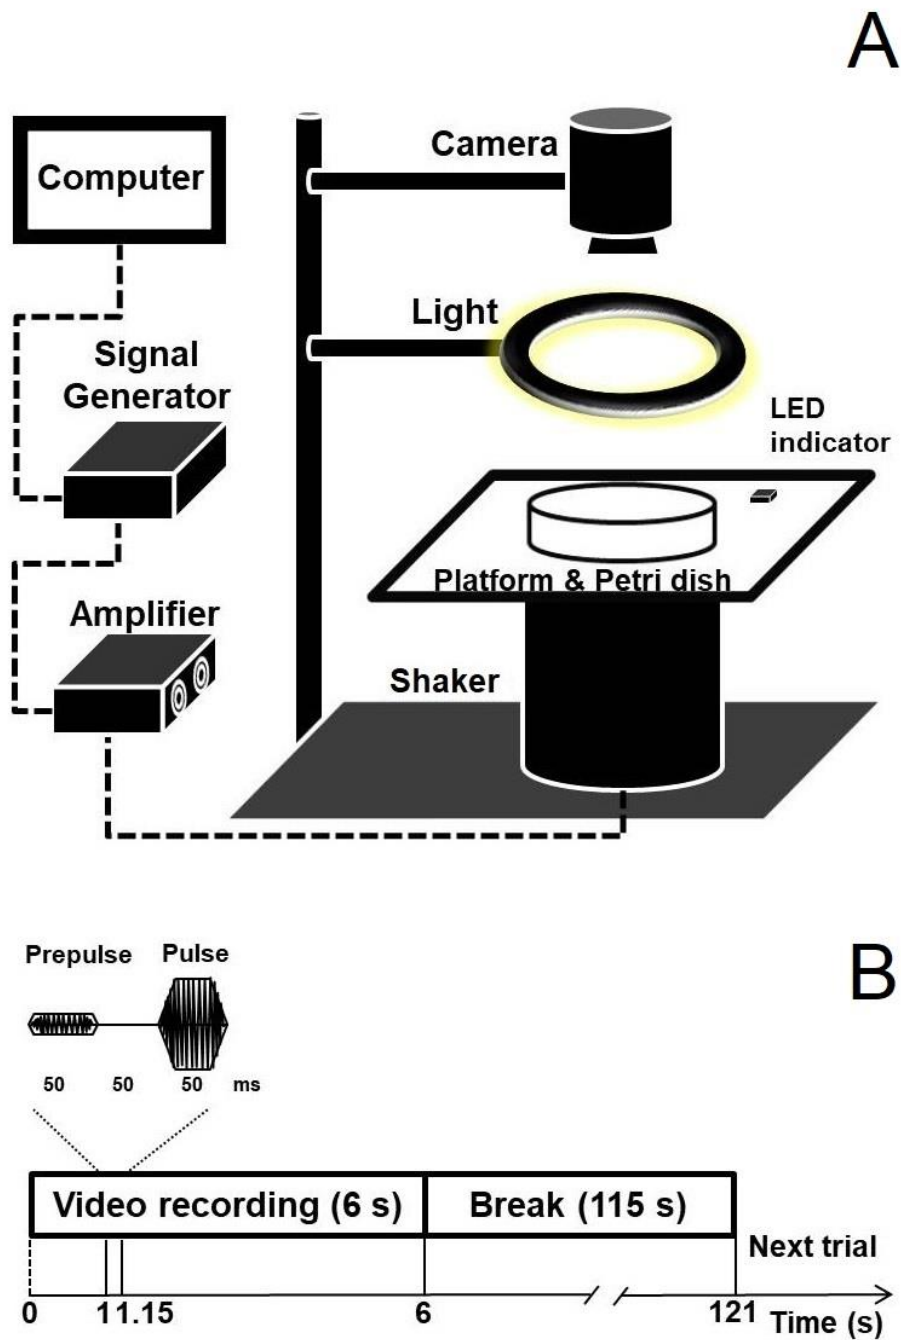 A
Computer
Camera
Signal
Generator
Light
LED
indicator
Platform & Petri dish
Amplifier
Shaker
B
Prepulse Pulse
50 50 50 ms
Video recording (6 s) Break (115 s)
Next trial
0 1 1.15 6 121 Time (s)